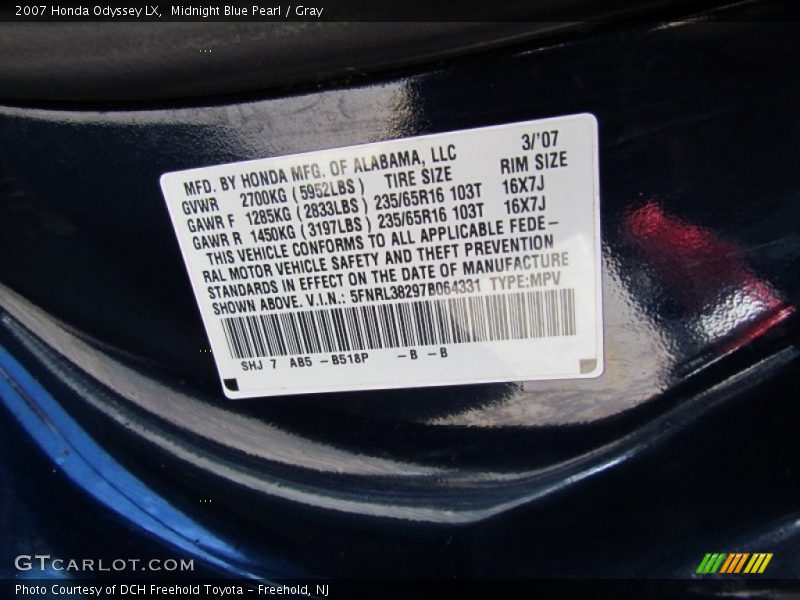 2007 Honda Odyssey LX, Midnight Blue Pearl / Gray
MFD. BY HONDA MFG. OF ALABAMA, LLC 3/'07
GVWR 2700KG (5952LBS) TIRE SIZE RIM SIZE
GAWR F 1285KG (2833LBS) 235/65R16 103T 16X7J
GAWR R 1450KG (3197LBS) 235/65R16 103T 16X7J
THIS VEHICLE CONFORMS TO ALL APPLICABLE FEDE-
RAL MOTOR VEHICLE SAFETY AND THEFT PREVENTION
STANDARDS IN EFFECT ON THE DATE OF MANUFACTURE
SHOWN ABOVE. V.I.N.: 5FNRL38297B064331 TYPE:MPV
SHJ 7 AB5 -B518P -B -B
GTCARLOT.COM
Photo Courtesy of DCH Freehold Toyota - Freehold, NJ